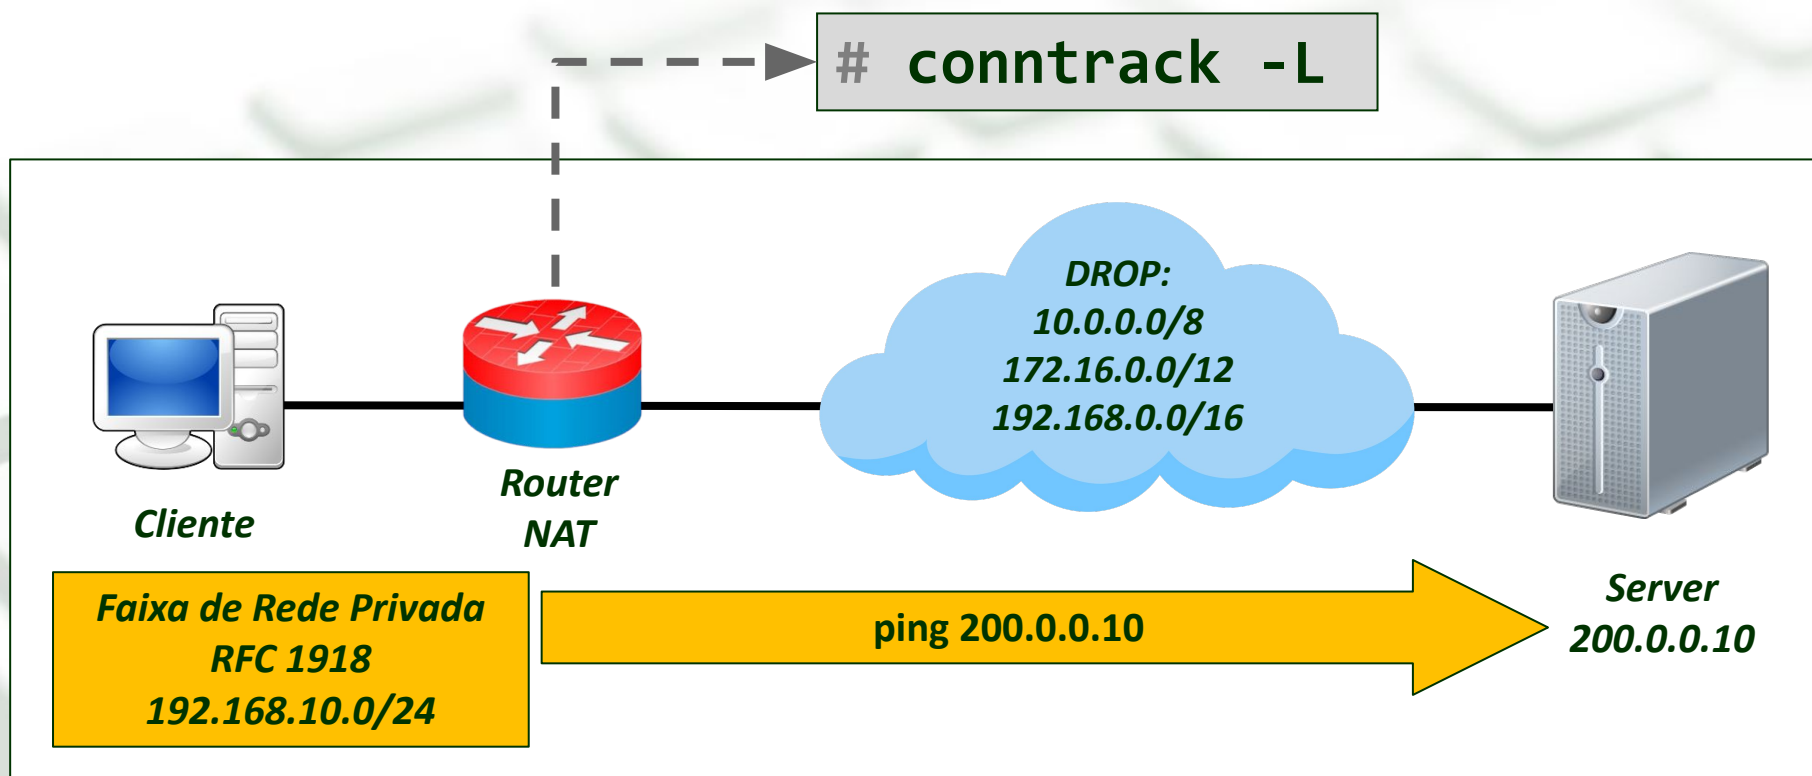 # conntrack -L
DROP:
10.0.0.0/8
172.16.0.0/12
192.168.0.0/16
Cliente
Router
NAT
Server
200.0.0.10
Faixa de Rede Privada
RFC 1918
192.168.10.0/24
ping 200.0.0.10